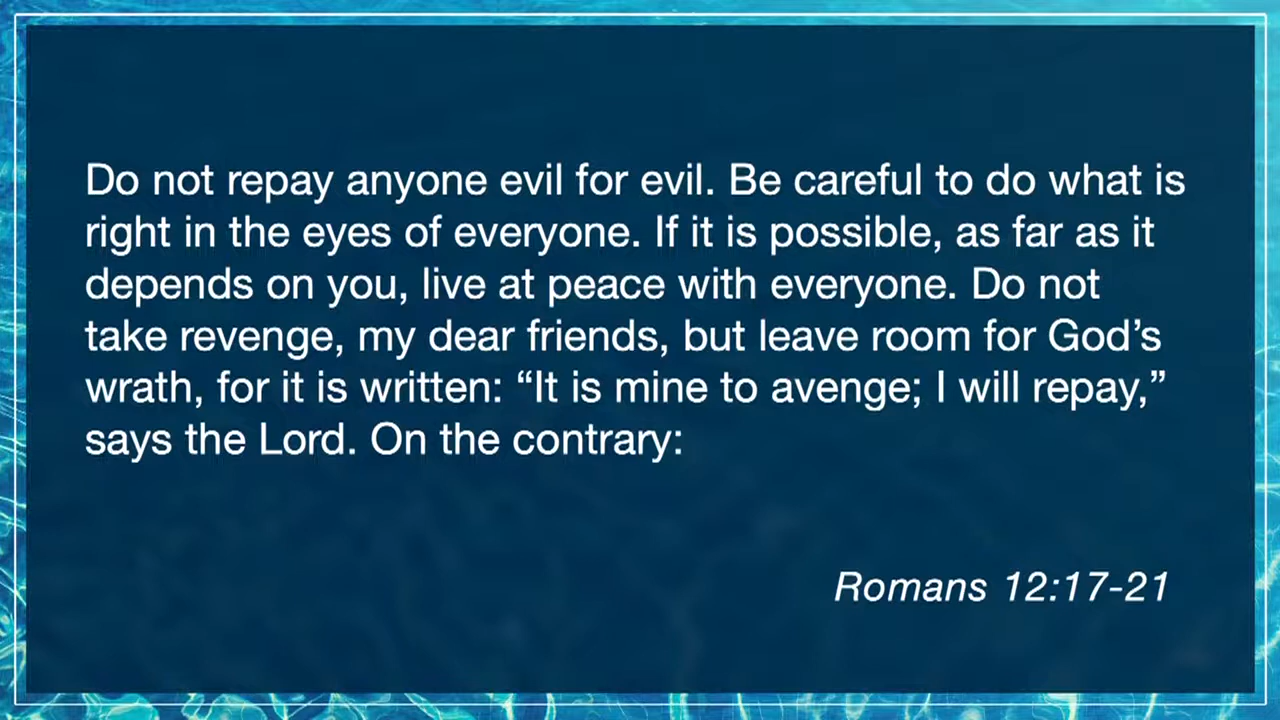 Do not repay anyone evil for evil. Be careful to do what is
right in the eyes of everyone. If it is possible, as far as it
depends on you, live at peace with everyone. Do not
take revenge, my dear friends, but leave room for God’s
wrath, for it is written: “It is mine to avenge; I will repay,”
says the Lord. On the contrary:
Romans 12:17-21